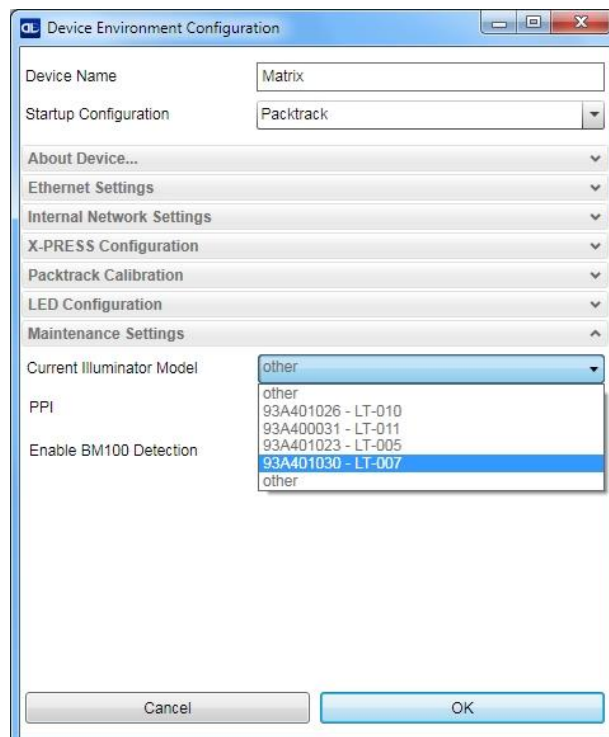 DL Device Environment Configuration
Device Name Matrix
Startup Configuration Packtrack
About Device...
Ethernet Settings
Internal Network Settings
X-PRESS Configuration
Packtrack Calibration
LED Configuration
Maintenance Settings
Current Illuminator Model other
other
93A401026 - LT-010
PPI
93A400031 - LT-011
93A401023 - LT-005
Enable BM100 Detection
93A401030 - LT-007
other
Cancel OK